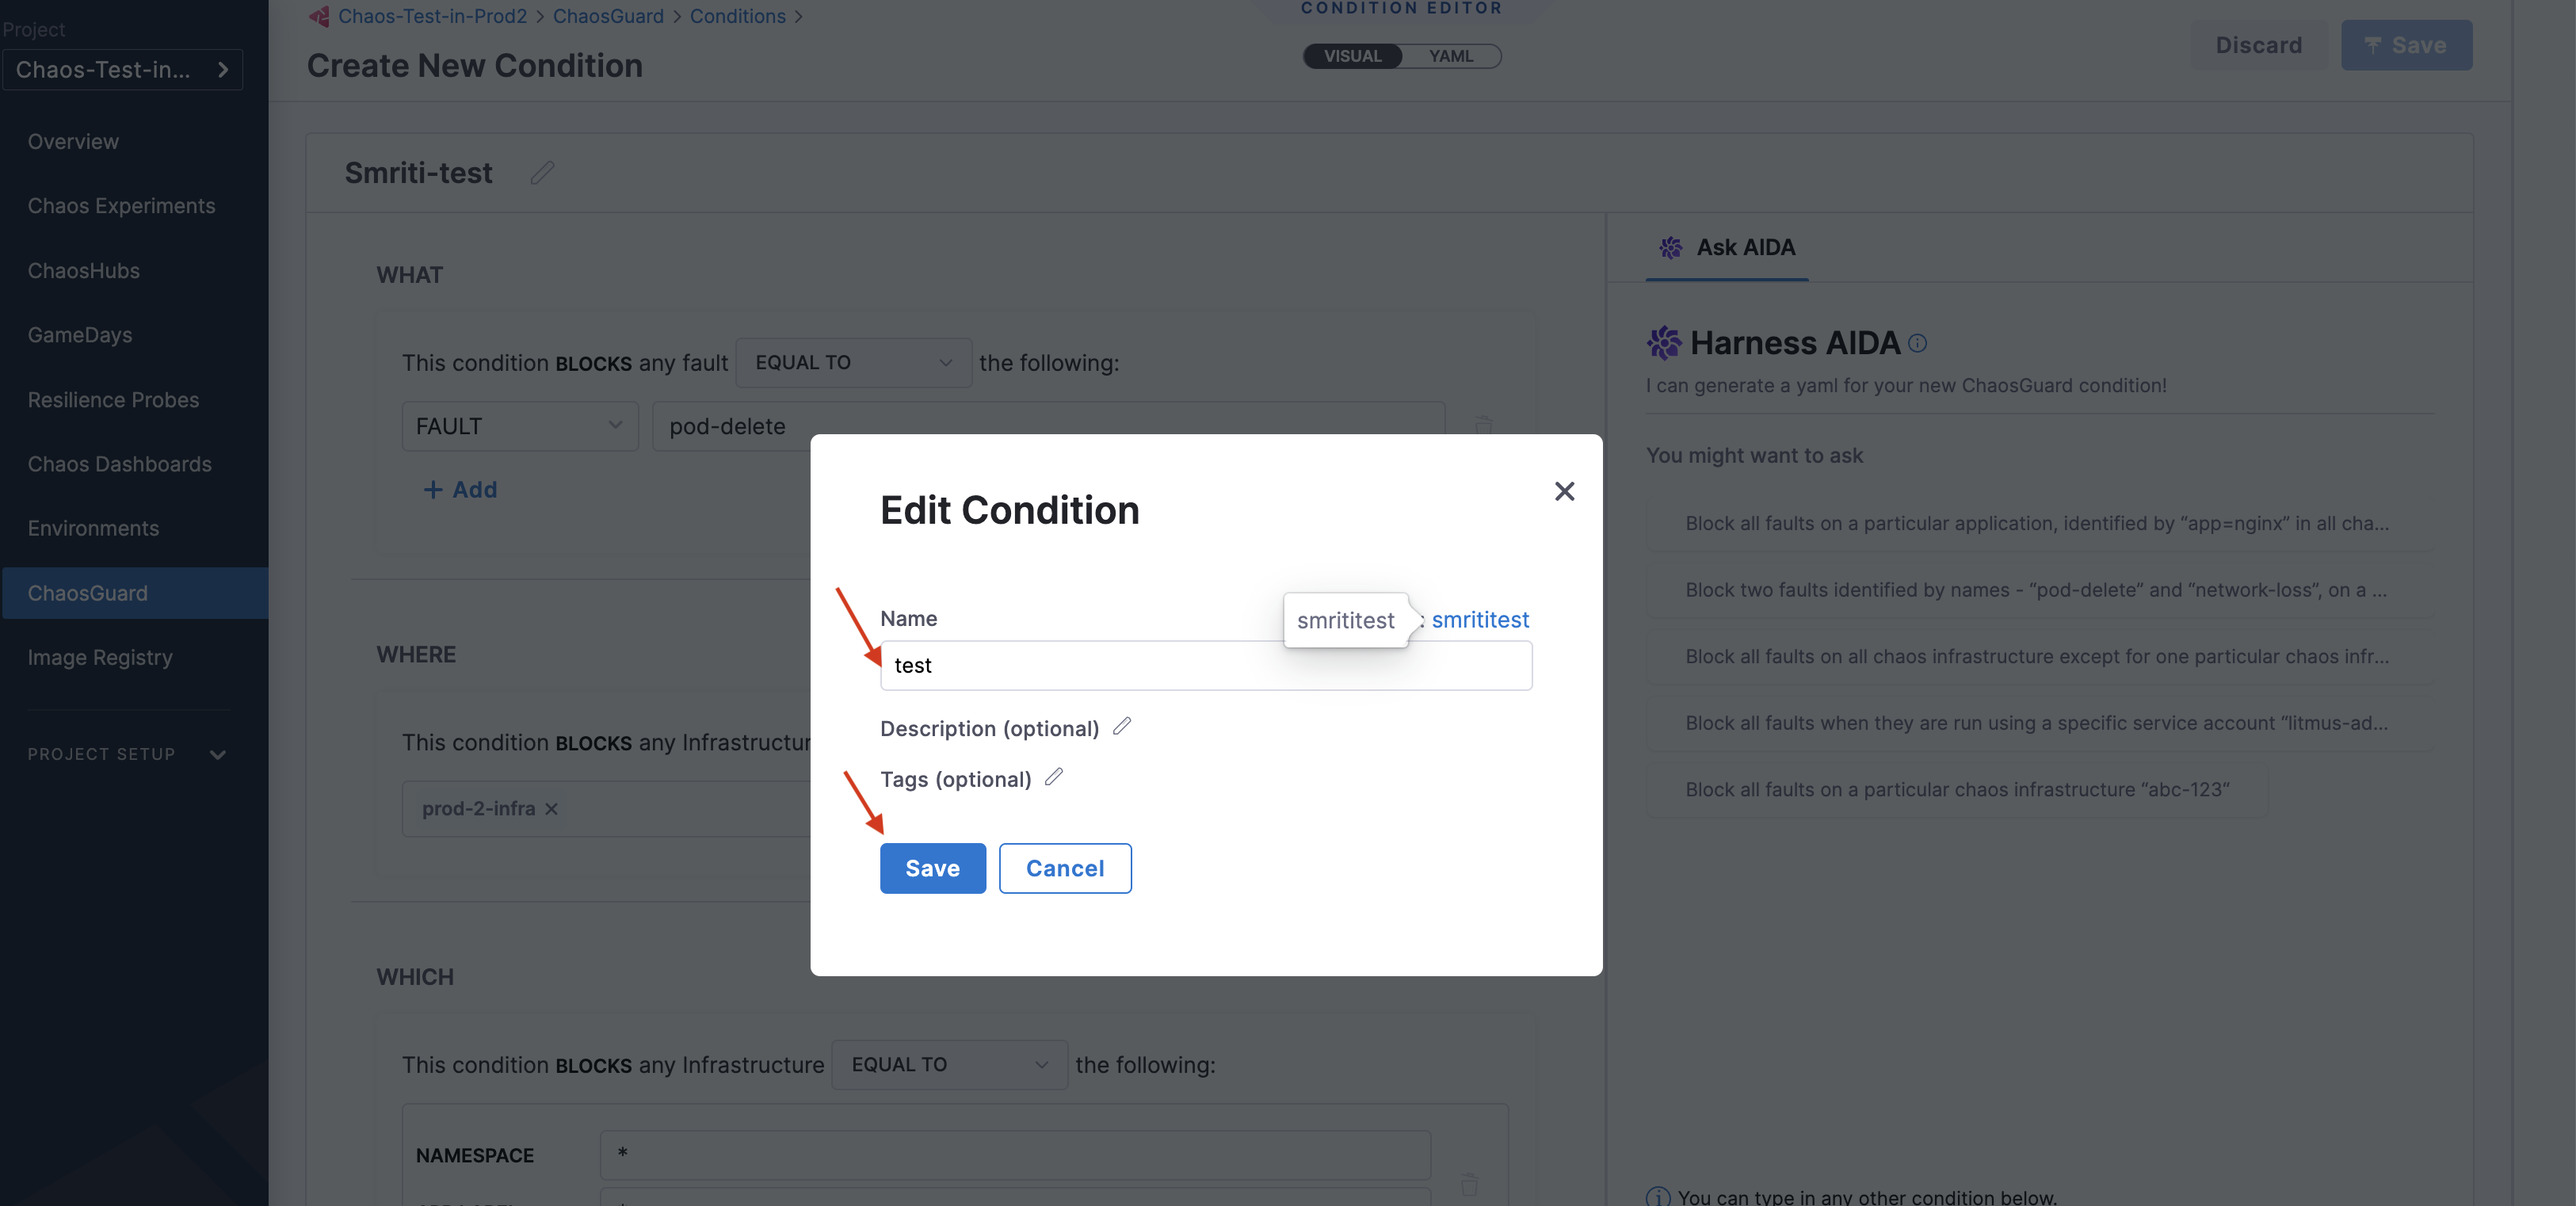 Project
Chaos-Test-in...
Overview
Chaos Experiments
ChaosHubs
GameDays
Resilience Probes
Chaos Dashboards
Environments
ChaosGuard
Image Registry
PROJECT SETUP
Chaos-Test-in-Prod2 > ChaosGuard > Conditions >
Create New Condition
CONDITION EDITOR
VISUAL YAML
Discard
Save
Smriti-test
WHAT
This condition BLOCKS any fault EQUAL TO the following:
FAULT pod-delete
+ Add
WHERE
This condition BLOCKS any Infrastructur
prod-2-infra ×
WHICH
This condition BLOCKS any Infrastructure EQUAL TO the following:
NAMESPACE *
Edit Condition
Name
smrititest
: smrititest
test
Description (optional)
Tags (optional)
Save Cancel
Ask AIDA
Harness AIDA
I can generate a yaml for your new ChaosGuard condition!
You might want to ask
Block all faults on a particular application, identified by “app=nginx” in all cha...
Block two faults identified by names - “pod-delete” and “network-loss”, on a ...
Block all faults on all chaos infrastructure except for one particular chaos infr...
Block all faults when they are run using a specific service account “litmus-ad...
Block all faults on a particular chaos infrastructure “abc-123”
You can type in any other condition below.